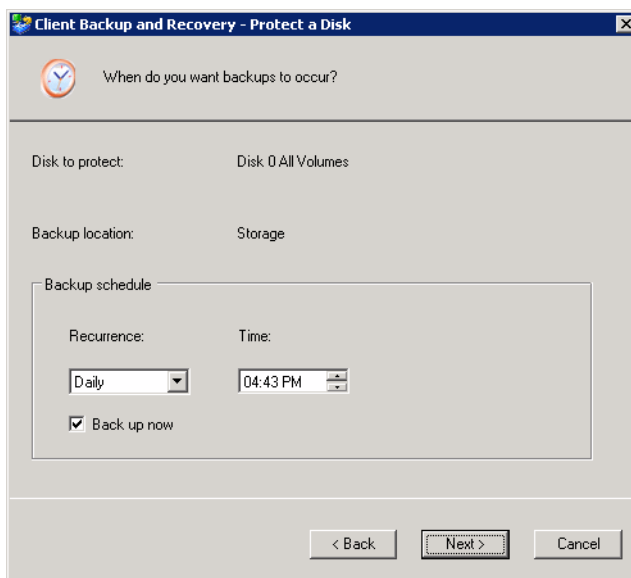 Client Backup and Recovery - Protect a Disk
When do you want backups to occur?
Disk to protect: Disk 0 All Volumes
Backup location: Storage
Backup schedule
Recurrence: Time:
Daily 04:43 PM
Back up now
< Back Next > Cancel